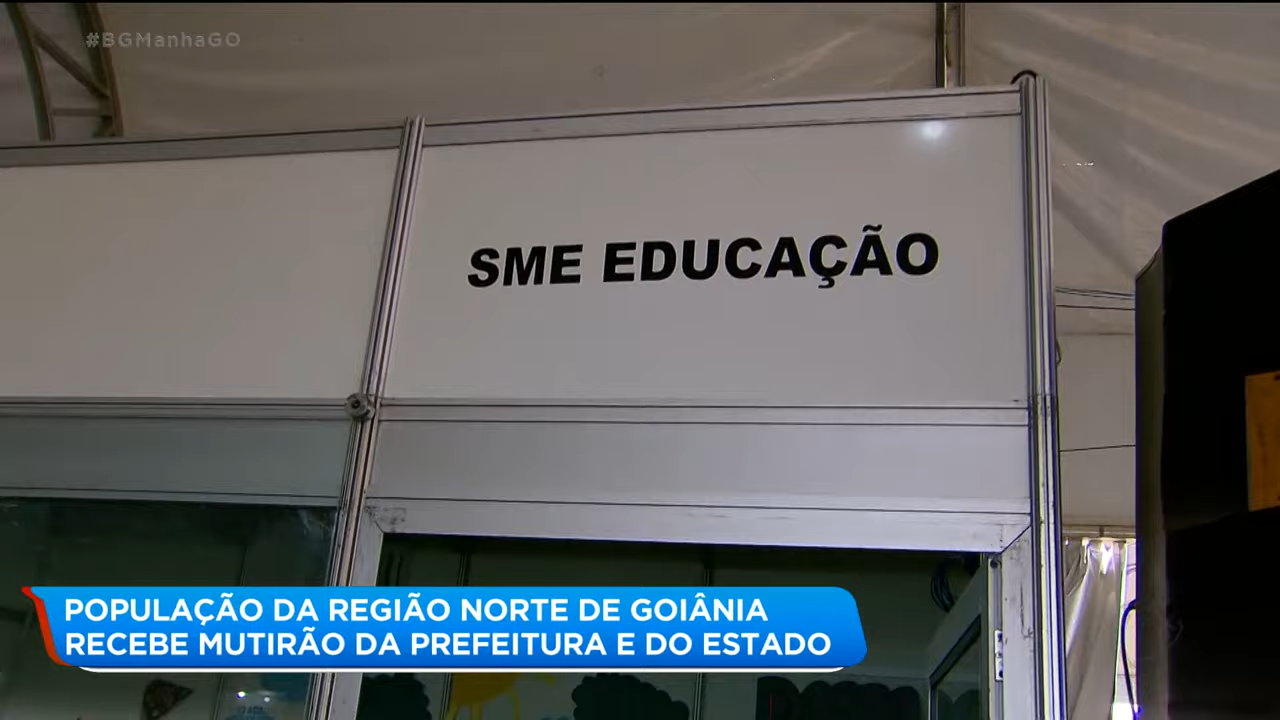 #BGManhaGO
SME EDUCAÇÃO
POPULAÇÃO DA REGIÃO NORTE DE GOIÂNIA
RECEBE MUTIRÃO DA PREFEITURA E DO ESTADO